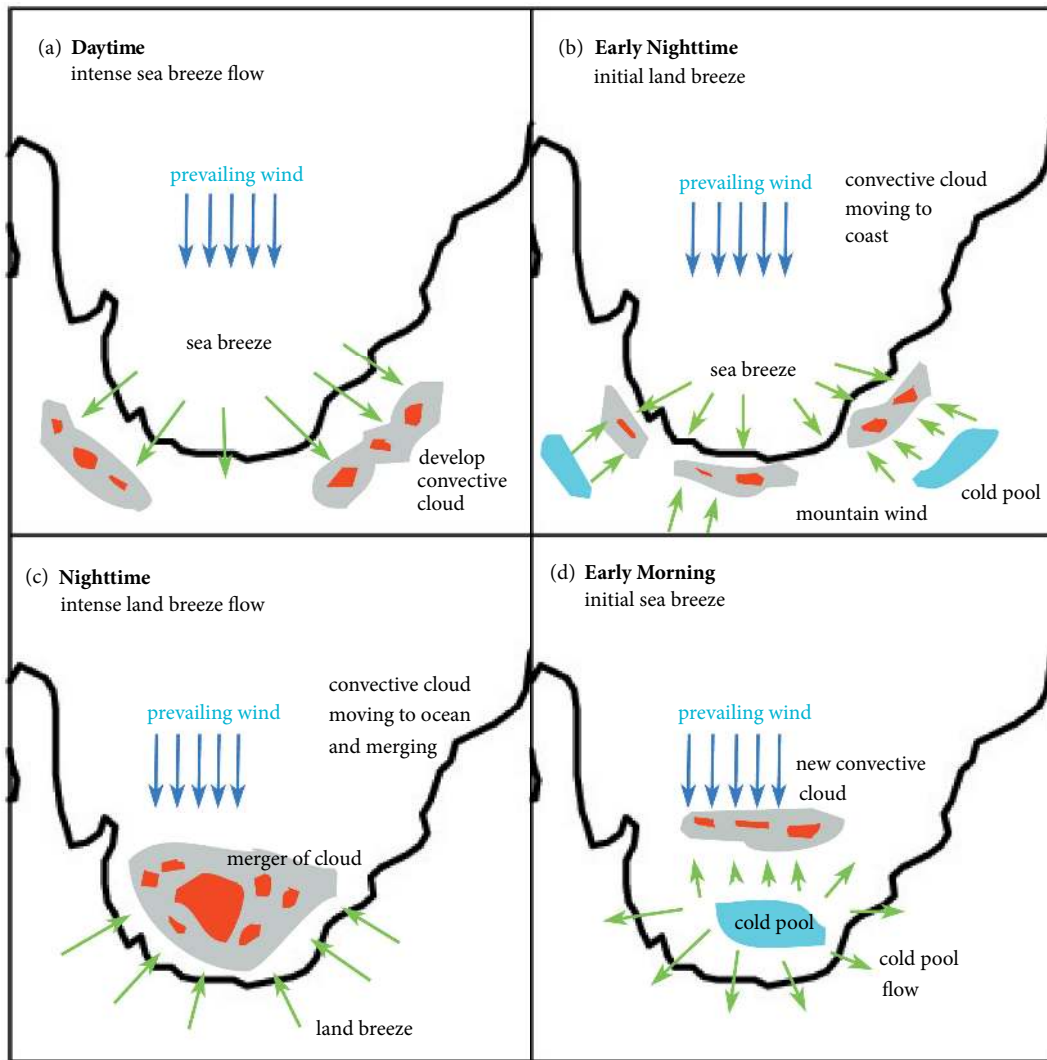 (a) Daytime
intense sea breeze flow
prevailing wind
sea breeze
develop
convective
cloud
(b) Early Nighttime
initial land breeze
prevailing wind
convective cloud
moving to
coast
sea breeze
cold pool
mountain wind
(c) Nighttime
intense land breeze flow
convective cloud
moving to ocean
and merging
prevailing wind
merger of cloud
land breeze
(d) Early Morning
initial sea breeze
prevailing wind
new convective
cloud
cold pool
cold pool
flow